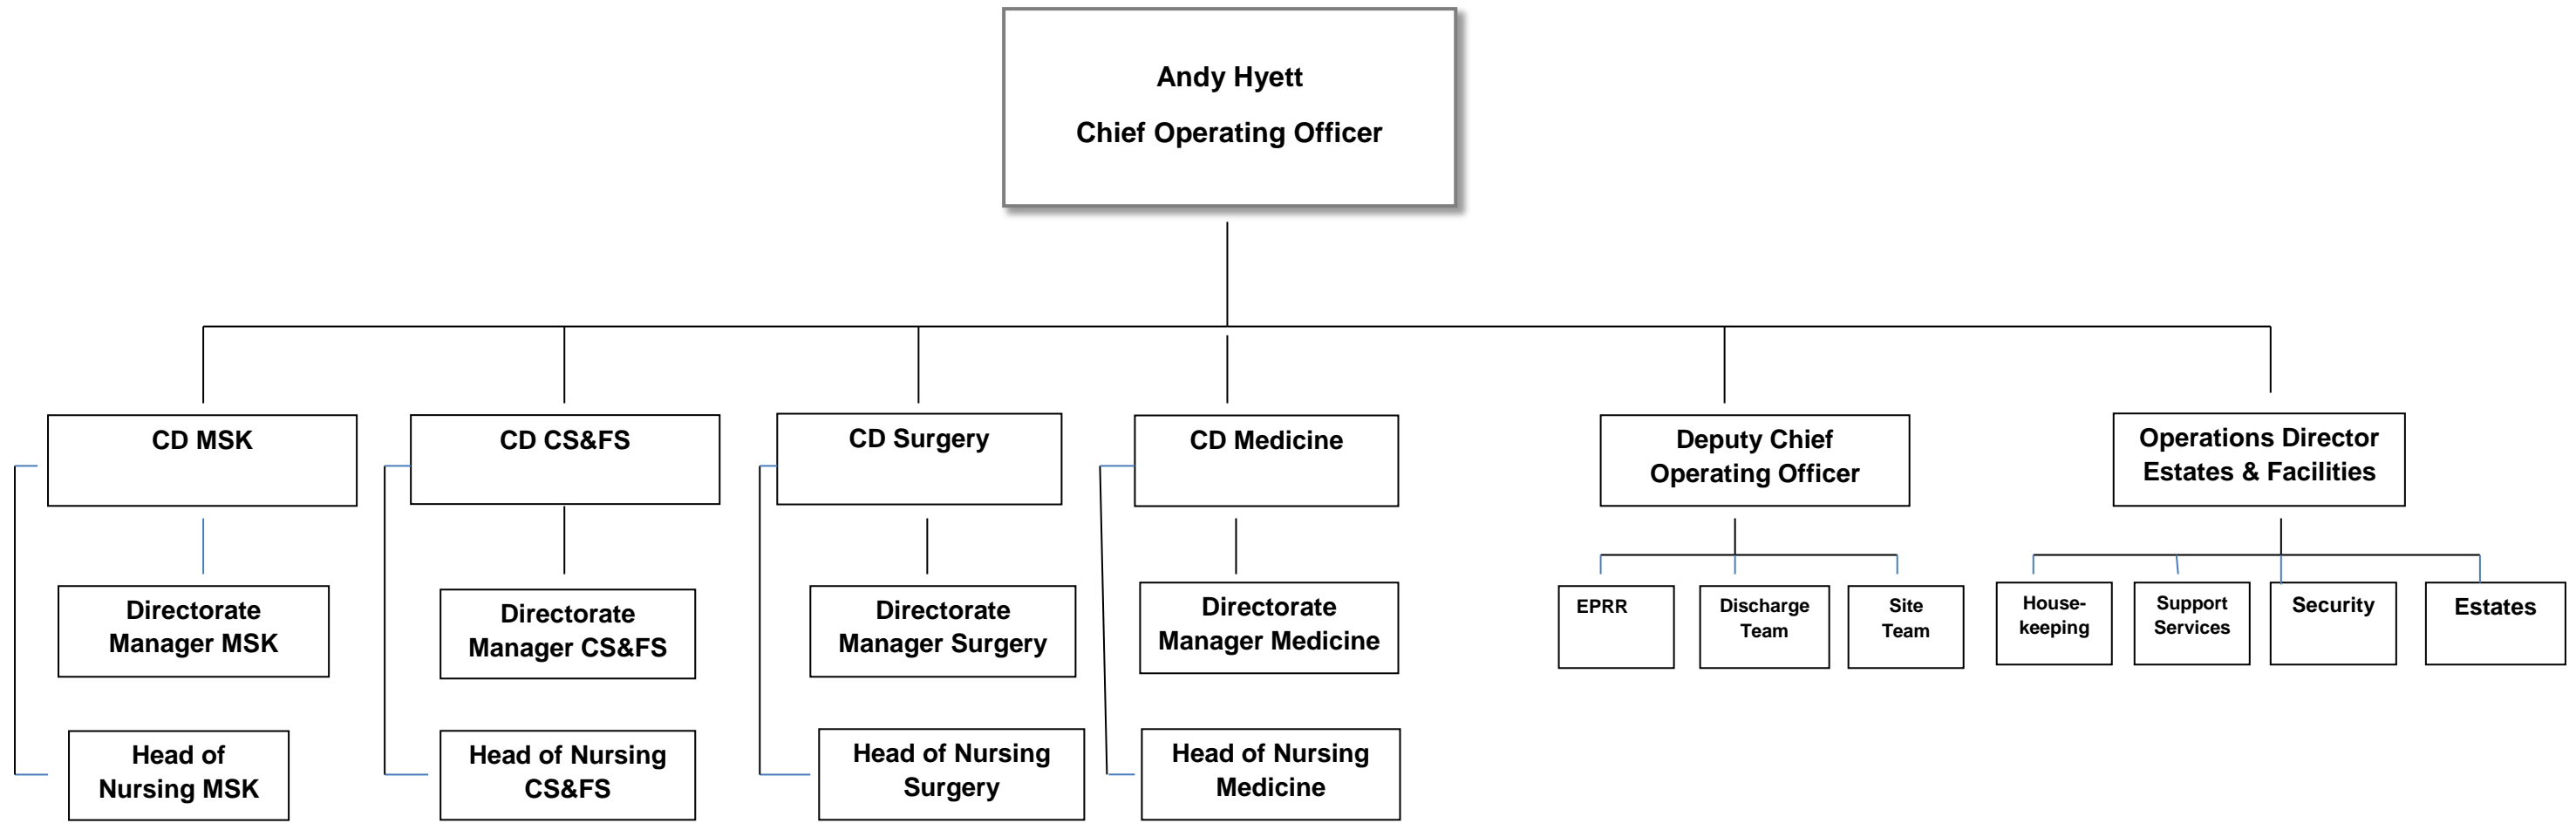 Andy Hyett
Chief Operating Officer
CD MSK
CD CS&FS
CD Surgery
CD Medicine
Deputy Chief
Operating Officer
Operations Director
Estates & Facilities
Directorate
Manager MSK
Directorate
Manager CS&FS
Directorate
Manager Surgery
Directorate
Manager Medicine
EPRR
Discharge
Team
Site
Team
House-
keeping
Support
Services
Security
Estates
Head of
Nursing MSK
Head of Nursing
CS&FS
Head of Nursing
Surgery
Head of Nursing
Medicine